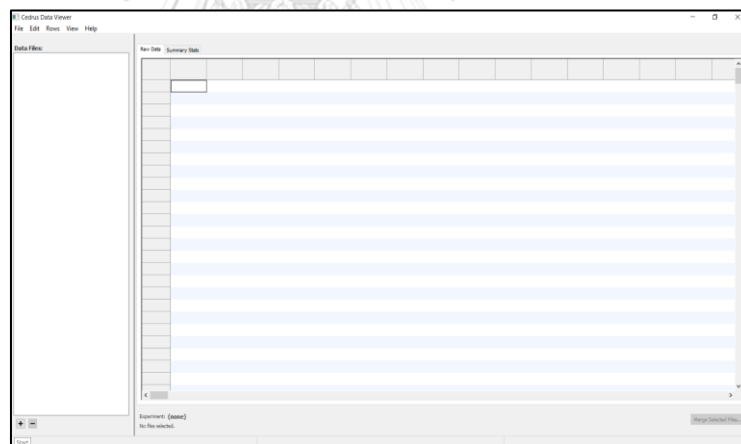 Cedrus Data Viewer
File Edit Rows View Help
Data Files:
Raw Data Summary Stats
Experiment: (none)
No files selected.
Merge Selected Files...
Start